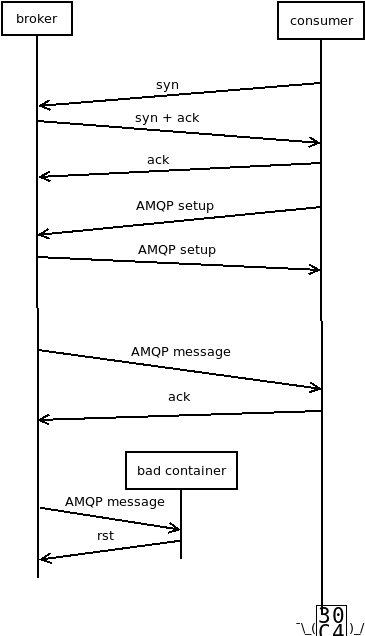 broker
consumer
syn
syn + ack
ack
AMQP setup
AMQP setup
AMQP message
ack
bad container
AMQP message
rst
¯\_(30C4)_/